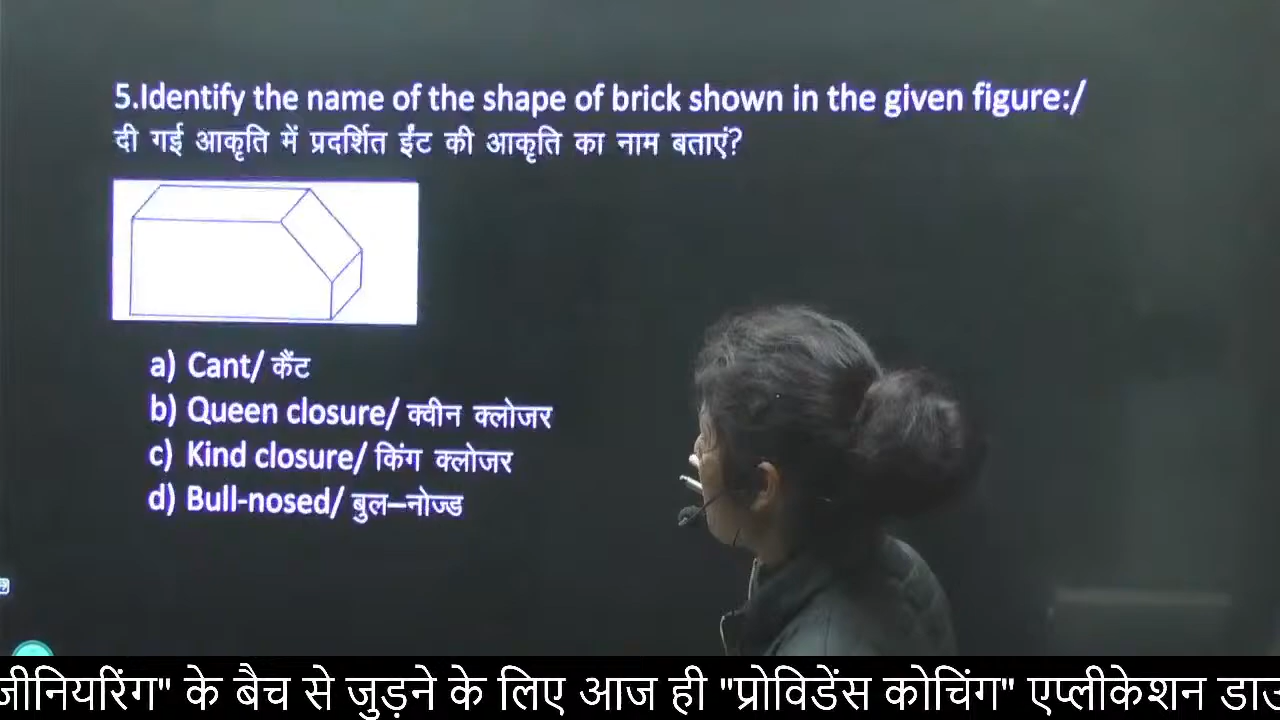 5.Identify the name of the shape of brick shown in the given figure:/
दी गई आकृति में प्रदर्शित ईंट की आकृति का नाम बताएं?
a) Cant/ कैंट
b) Queen closure/ क्वीन क्लोजर
c) Kind closure/ किंग क्लोजर
d) Bull-nosed/ बुल–नोज्ड
जीनियरिंग" के बैच से जुड़ने के लिए आज ही "प्रोविडेंस कोचिंग" एप्लीकेशन डाउ